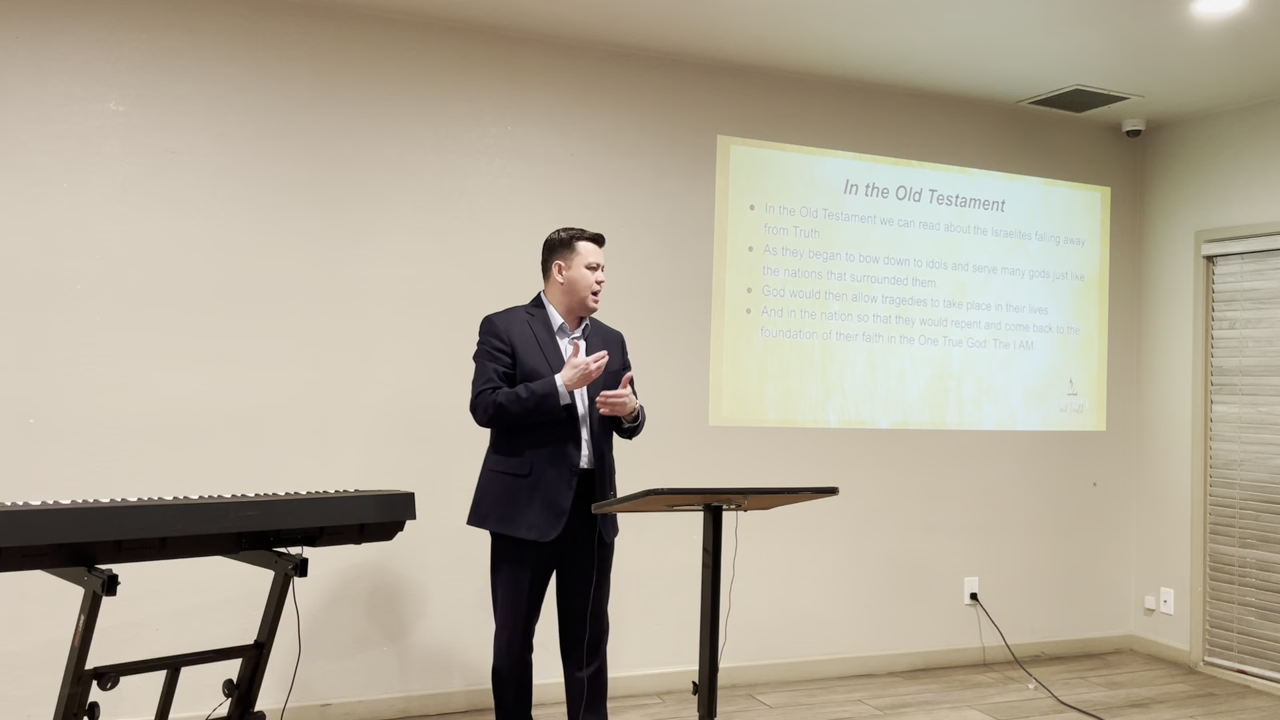 In the Old Testament
• In the Old Testament we can read about the Israelites falling away
from Truth
• As they began to bow down to idols and serve many gods just like
the nations that surrounded them.
• God would then allow tragedies to take place in their lives
• And in the nation so that they would repent and come back to the
foundation of their faith in the One True God. The I AM